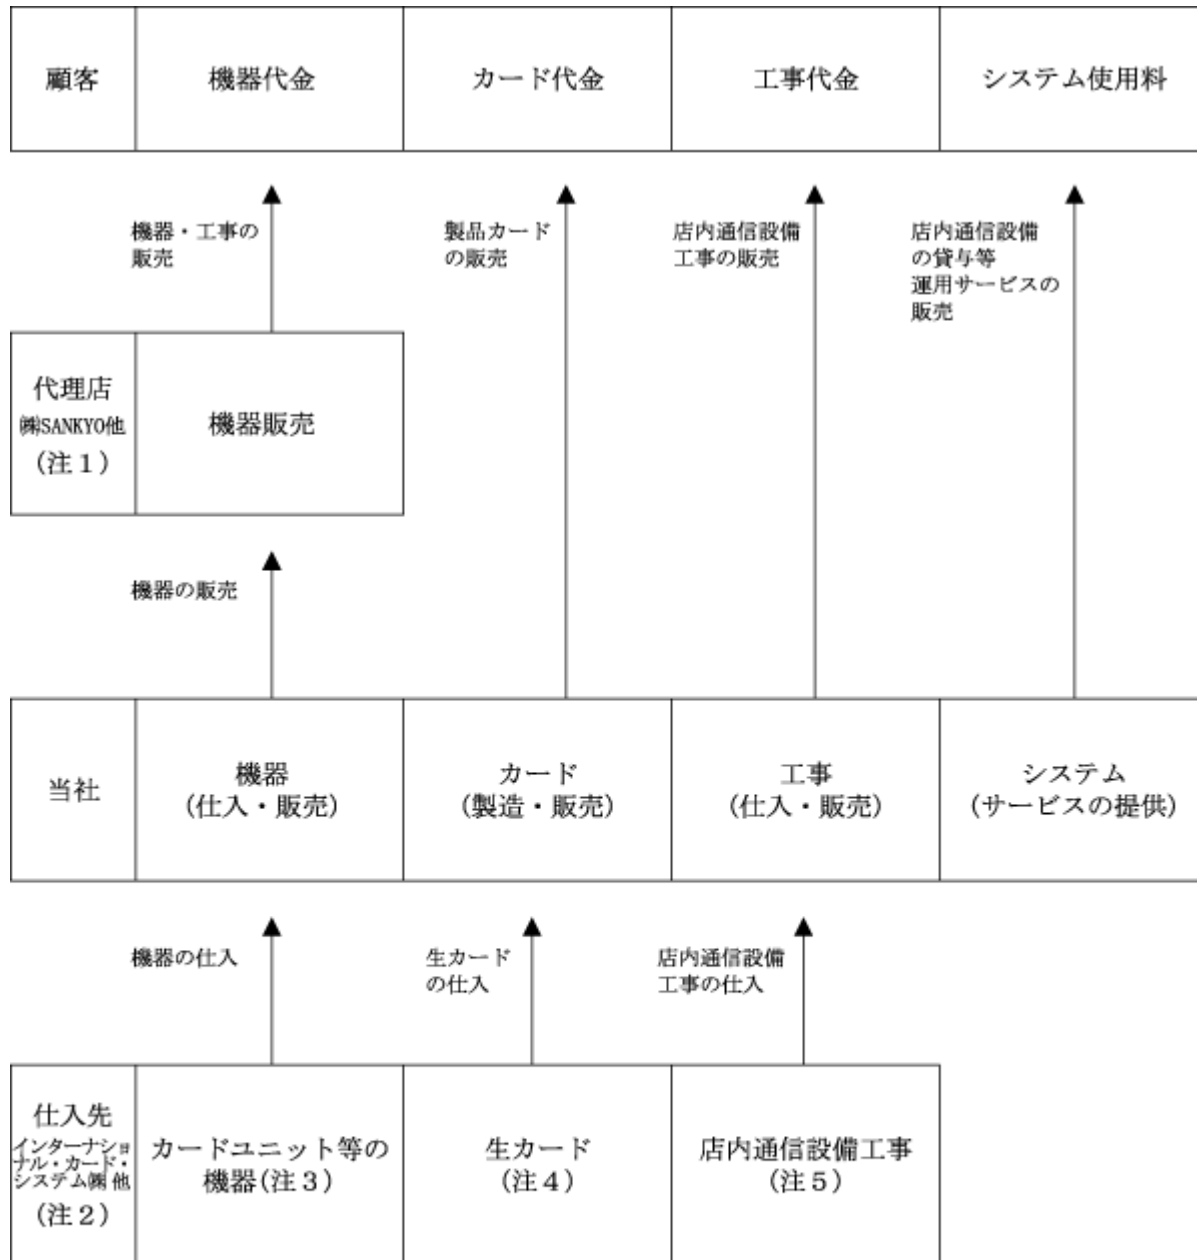 顧客
機器代金
カード代金
工事代金
システム使用料
機器・工事の
販売
製品カード
の販売
店内通信設備
工事の販売
店内通信設備
の貸与等
運用サービスの
販売
代理店
㈱SANKYO他
(注１)
機器販売
機器の販売
当社
機器
(仕入・販売)
カード
(製造・販売)
工事
(仕入・販売)
システム
(サービスの提供)
機器の仕入
生カード
の仕入
店内通信設備
工事の仕入
仕入先
インターナショ
ナル・カード・
システム㈱ 他
(注２)
カードユニット等の
機器(注３)
生カード
(注４)
店内通信設備工事
(注５)